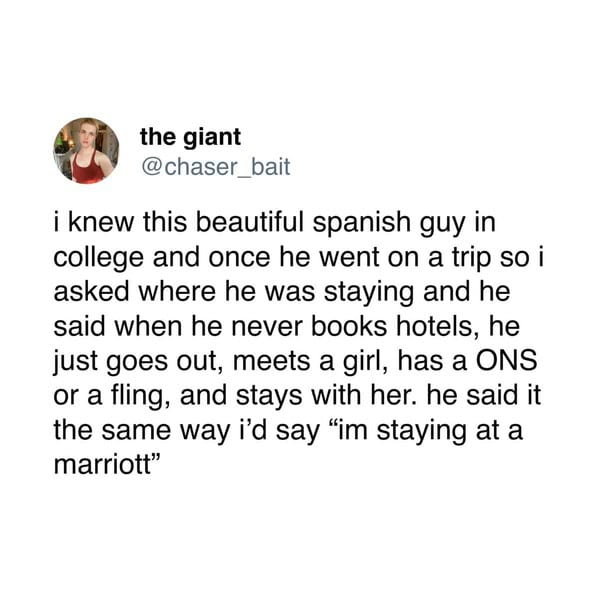 the giant
@chaser_bait
i knew this beautiful spanish guy in
college and once he went on a trip so i
asked where he was staying and he
said when he never books hotels, he
just goes out, meets a girl, has a ONS
or a fling, and stays with her. he said it
the same way i’d say “im staying at a
marriott”